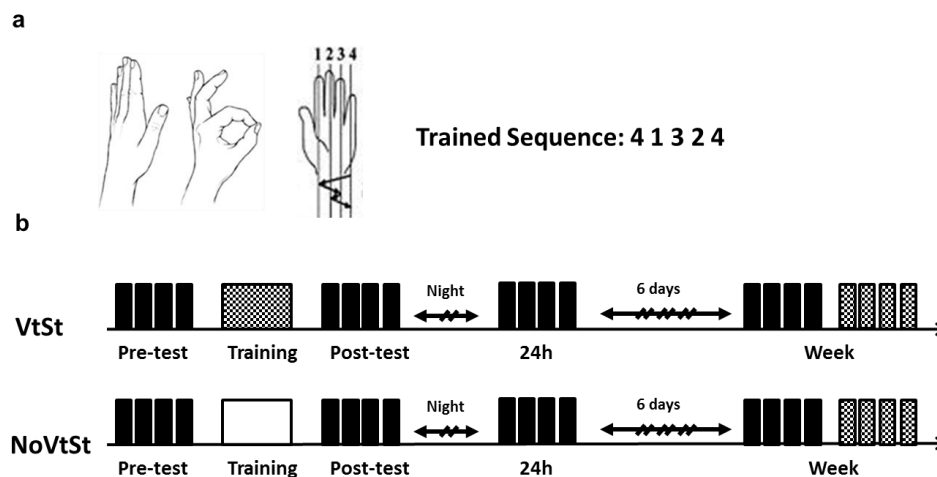 a
1 2 3 4
Trained Sequence: 4 1 3 2 4
b
Night
6 days
VtSt
Pre-test Training Post-test 24h Week
Night
6 days
NoVtSt
Pre-test Training Post-test 24h Week